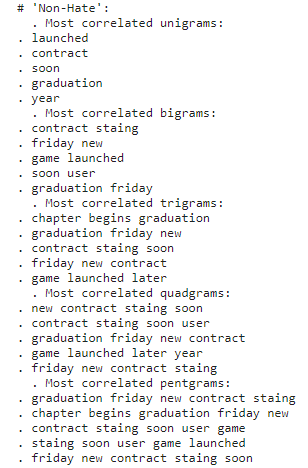 # 'Non-Hate':
. Most correlated unigrams:
. launched
. contract
. soon
. graduation
. year
. Most correlated bigrams:
. contract staing
. friday new
. game launched
. soon user
. graduation friday
. Most correlated trigrams:
. chapter begins graduation
. graduation friday new
. contract staing soon
. friday new contract
. game launched later
. Most correlated quadgrams:
. new contract staing soon
. contract staing soon user
. graduation friday new contract
. game launched later year
. friday new contract staing
. Most correlated pentgrams:
. graduation friday new contract staing
. chapter begins graduation friday new
. contract staing soon user game
. staing soon user game launched
. friday new contract staing soon